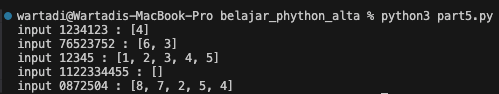 wartadi@Wartadis-MacBook-Pro belajar_phython_alta % python3 part5.py
input 1234123 : [4]
input 76523752 : [6, 3]
input 12345 : [1, 2, 3, 4, 5]
input 1122334455 : []
input 0872504 : [8, 7, 2, 5, 4]